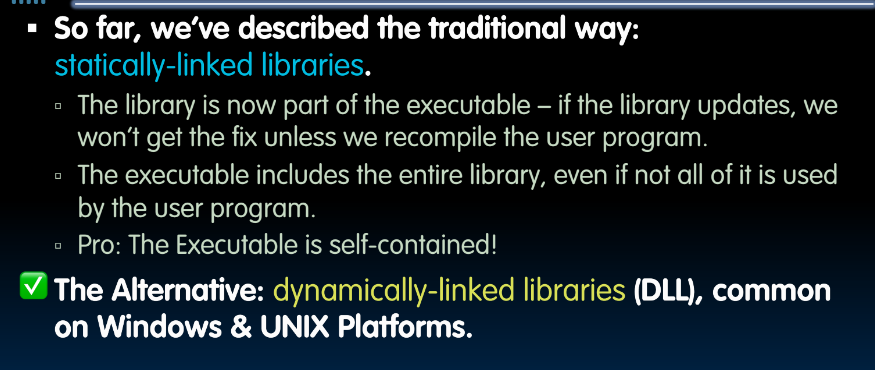 ▪ So far, we've described the traditional way:
statically-linked libraries.
▫ The library is now part of the executable – if the library updates, we
won't get the fix unless we recompile the user program.
▫ The executable includes the entire library, even if not all of it is used
by the user program.
▫ Pro: The Executable is self-contained!
✅ The Alternative: dynamically-linked libraries (DLL), common
on Windows & UNIX Platforms.